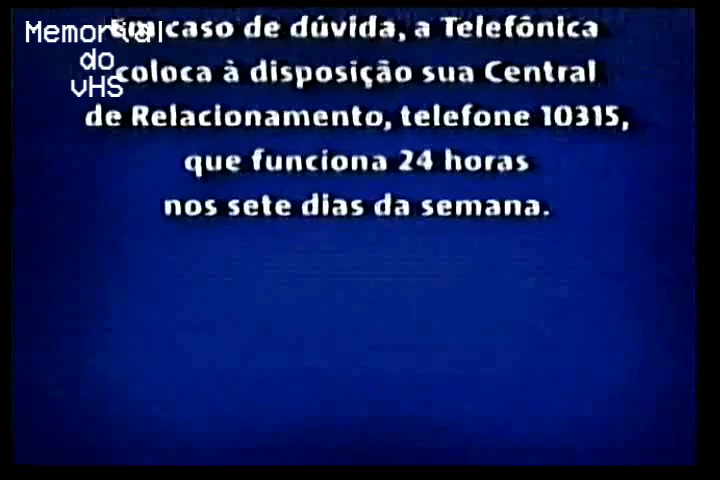 Memorial
do
VHS
Em caso de dúvida, a Telefônica
coloca à disposição sua Central
de Relacionamento, telefone 10315,
que funciona 24 horas
nos sete dias da semana.